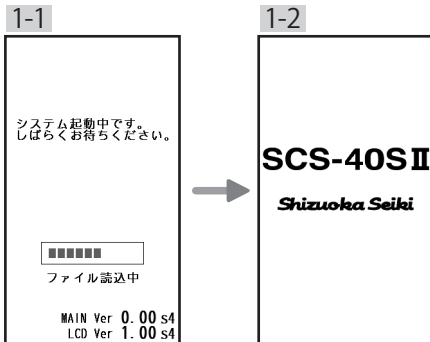 1-1
システム起動中です。
しばらくお待ちください。
ファイル読込中
MAIN Ver 0.00 s4
LCD Ver 1.00 s4
1-2
SCS-40SⅡ
Shizuoka Seiki